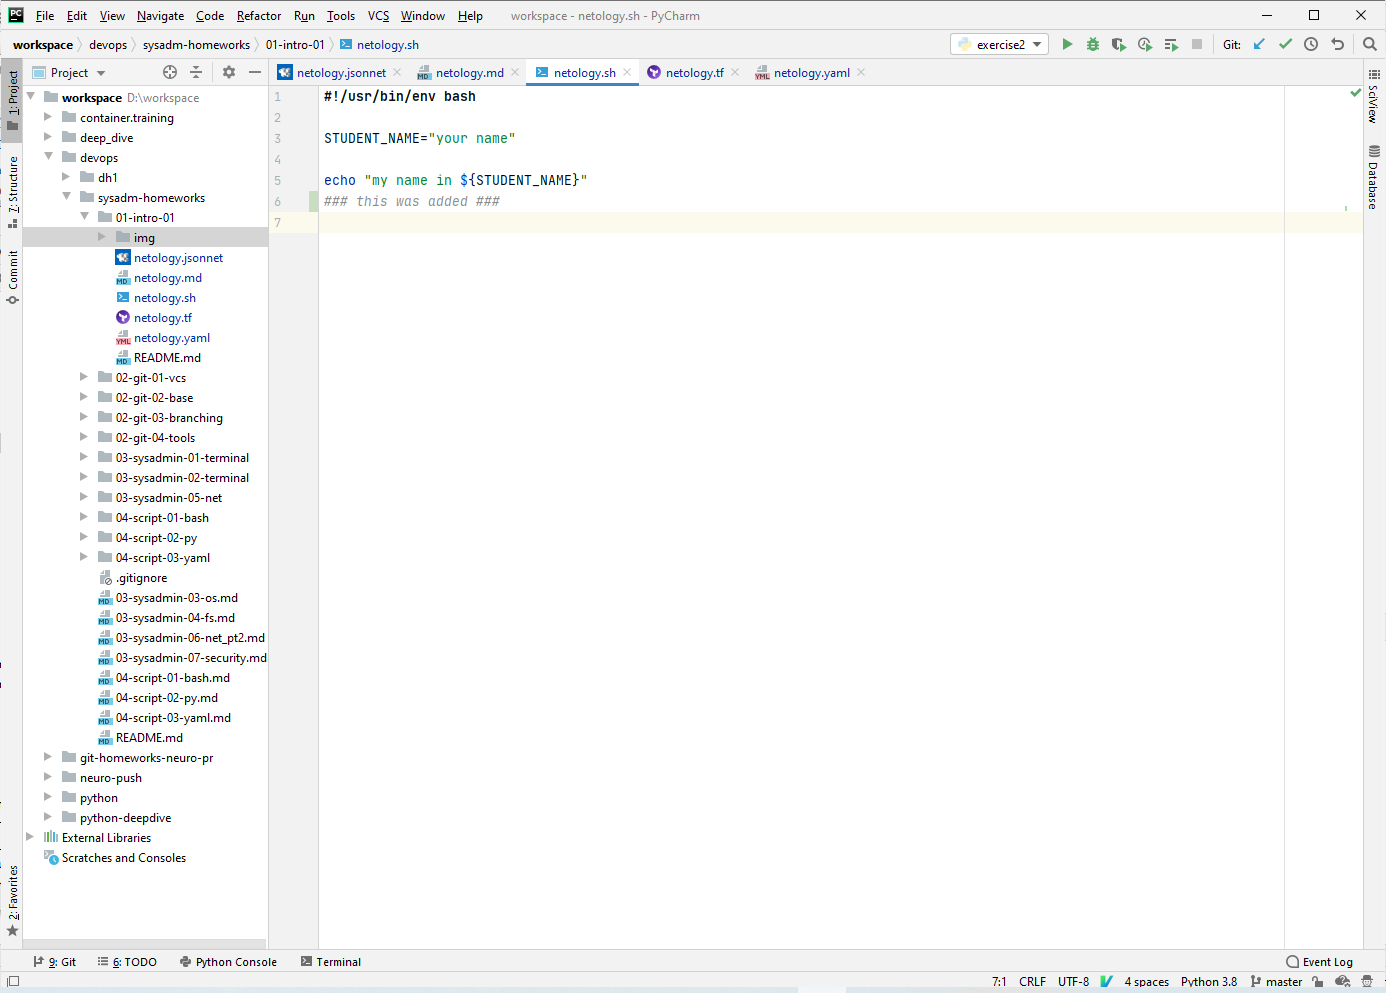 PC File Edit View Navigate Code Refactor Run Tools VCS Window Help workspace - netology.sh - PyCharm
workspace devops sysadm-homeworks 01-intro-01 netology.sh exercise2 Git:
Project netology.jsonnet netology.md netology.sh netology.tf netology.yaml
1: Project
7: Structure
Commit
2: Favorites
workspace D:\workspace
container.training
deep_dive
devops
dh1
sysadm-homeworks
01-intro-01
img
netology.jsonnet
netology.md
netology.sh
netology.tf
netology.yaml
README.md
02-git-01-vcs
02-git-02-base
02-git-03-branching
02-git-04-tools
03-sysadmin-01-terminal
03-sysadmin-02-terminal
03-sysadmin-05-net
04-script-01-bash
04-script-02-py
04-script-03-yaml
.gitignore
03-sysadmin-03-os.md
03-sysadmin-04-fs.md
03-sysadmin-06-net_pt2.md
03-sysadmin-07-security.md
04-script-01-bash.md
04-script-02-py.md
04-script-03-yaml.md
README.md
git-homeworks-neuro-pr
neuro-push
python
python-deepdive
External Libraries
Scratches and Consoles
1 #!/usr/bin/env bash
2
3 STUDENT_NAME="your name"
4
5 echo "my name in ${STUDENT_NAME}"
6 ### this was added ###
7
SciView
Database
9: Git 6: TODO Python Console Terminal Event Log
7:1 CRLF UTF-8 4 spaces Python 3.8 master